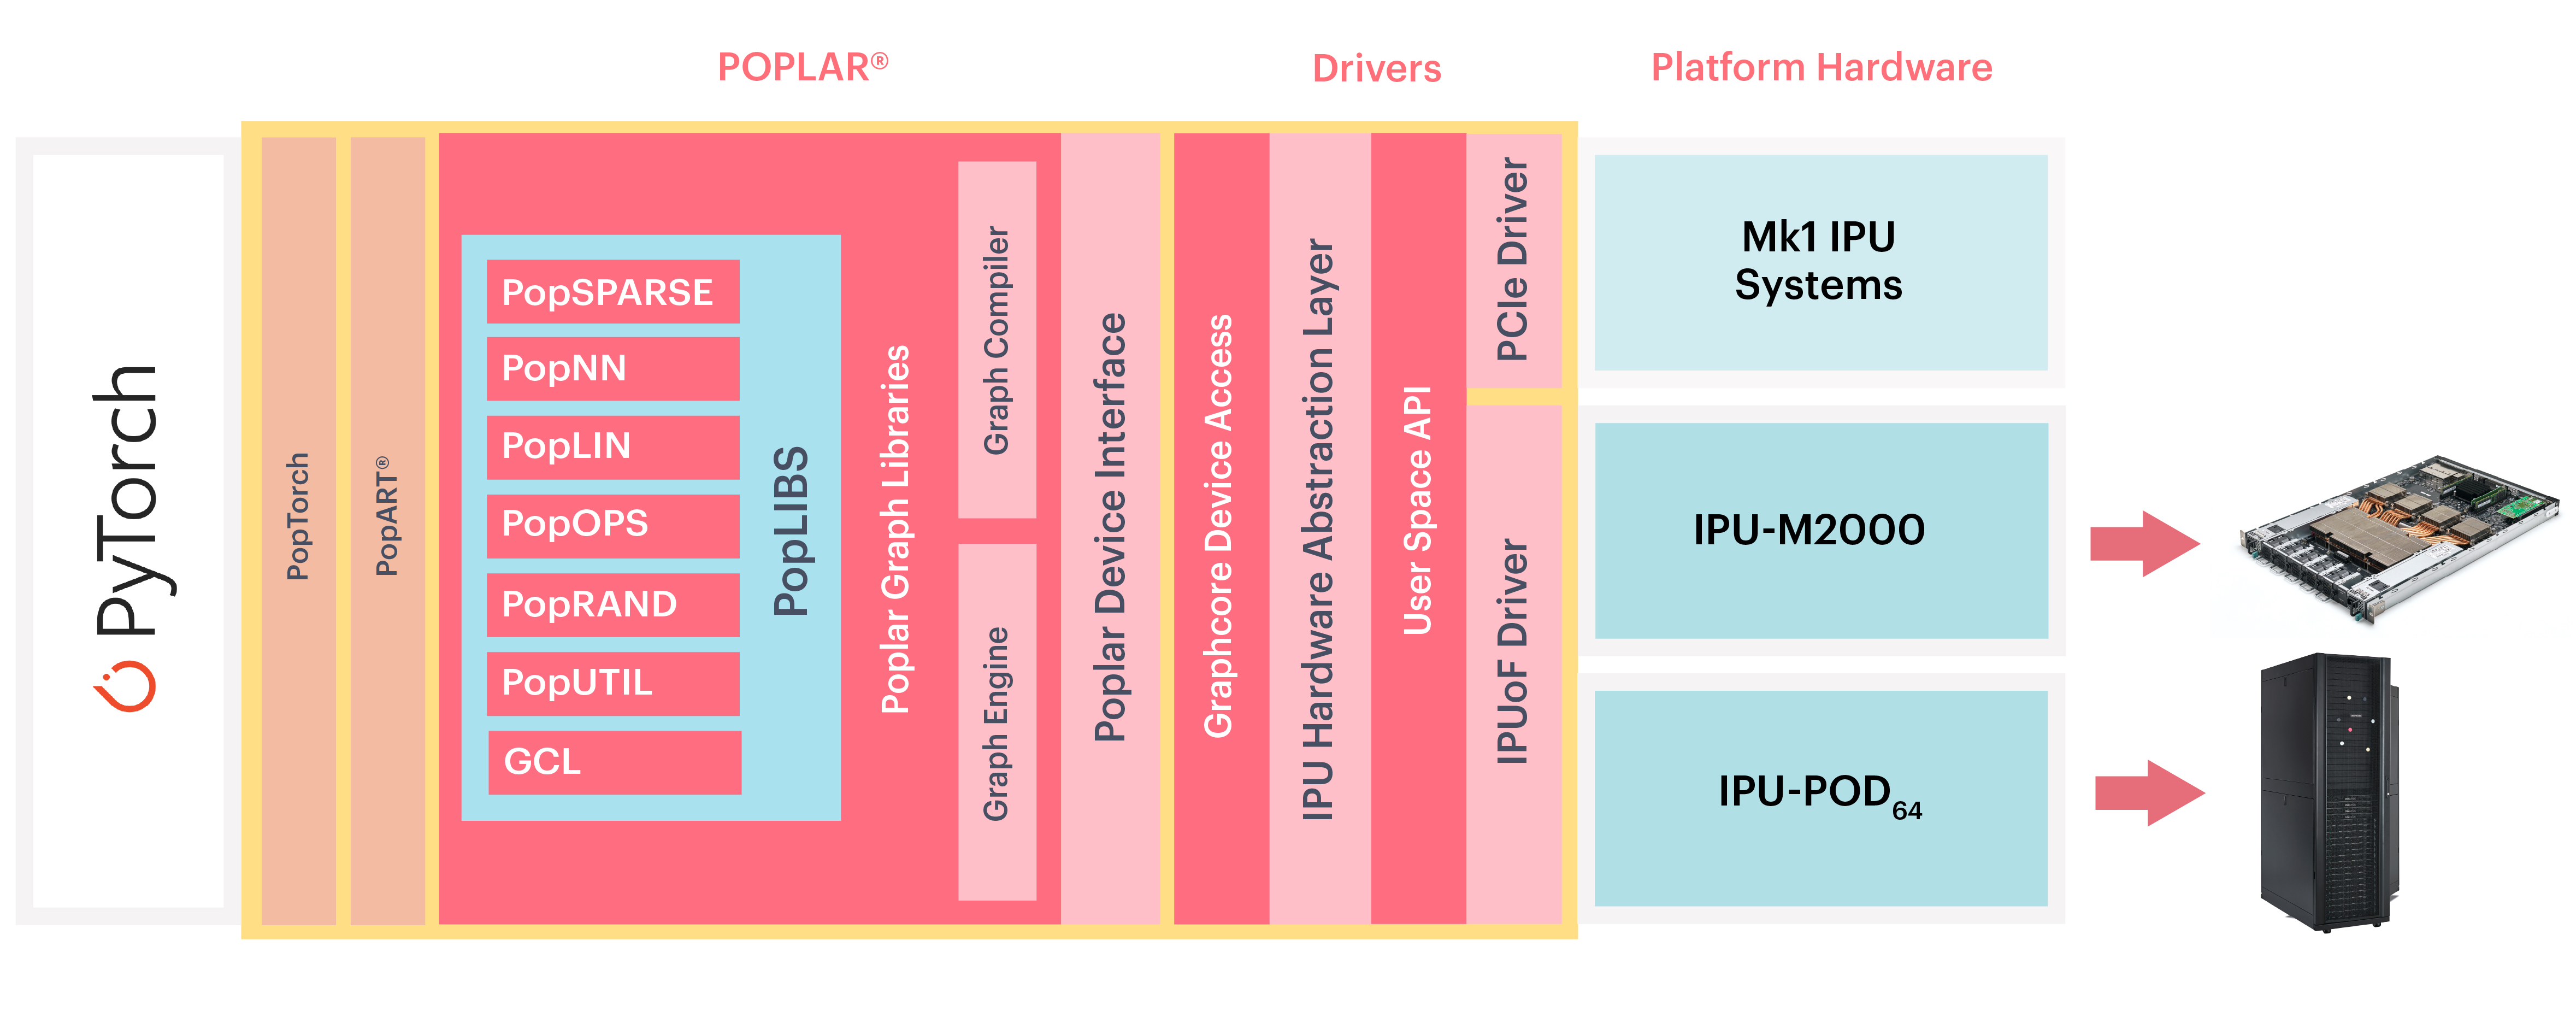 POPLAR®
Drivers
Platform Hardware
PyTorch
PopTorch
PopART®
PopSPARSE
PopNN
PopLIN
PopOPS
PopRAND
PopUTIL
GCL
PopLIBS
Poplar Graph Libraries
Graph Compiler
Graph Engine
Poplar Device Interface
Graphcore Device Access
IPU Hardware Abstraction Layer
User Space API
PCIe Driver
IPUoF Driver
Mk1 IPU
Systems
IPU-M2000
IPU-POD64